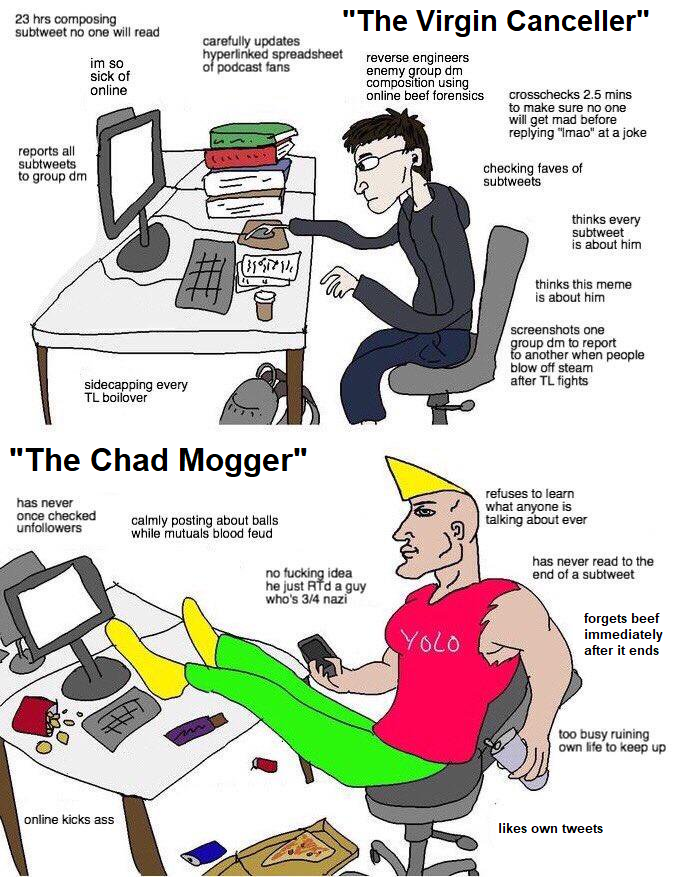 "The Virgin Canceller"
23 hrs composing
subtweet no one will read
im so
sick of
online
carefully updates
hyperlinked spreadsheet
of podcast fans
reverse engineers
enemy group dm
composition using
online beef forensics
crosschecks 2.5 mins
to make sure no one
will get mad before
replying "lmao" at a joke
reports all
subtweets
to group dm
checking faves of
subtweets
thinks every
subtweet
is about him
thinks this meme
is about him
screenshots one
group dm to report
to another when people
blow off steam
after TL fights
sidecapping every
TL boilover
"The Chad Mogger"
has never
once checked
unfollowers
calmly posting about balls
while mutuals blood feud
no fucking idea
he just RTd a guy
who's 3/4 nazi
refuses to learn
what anyone is
talking about ever
has never read to the
end of a subtweet
forgets beef
immediately
after it ends
YOLO
too busy ruining
own life to keep up
online kicks ass
likes own tweets